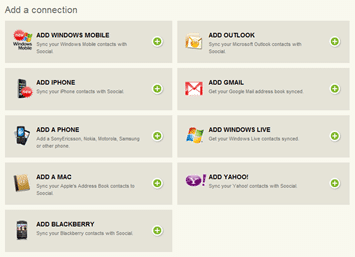 Add a connection
ADD WINDOWS MOBILE
Sync your Windows Mobile contacts with
Soocial.
ADD OUTLOOK
Sync your Microsoft Outlook contacts with
Soocial.
ADD IPHONE
Sync your iPhone contacts with Soocial.
ADD GMAIL
Get your Google Mail address book synced.
ADD A PHONE
Add a SonyEricsson, Nokia, Motorola, Samsung
or other phone.
ADD WINDOWS LIVE
Get your Windows Live contacts synced.
ADD A MAC
Sync your Apple's Address Book contacts to
Soocial.
ADD YAHOO!
Sync your Yahoo! contacts with Soocial.
ADD BLACKBERRY
Sync your Blackberry contacts with Soocial.
New
Windows
Mobile
New
Y!